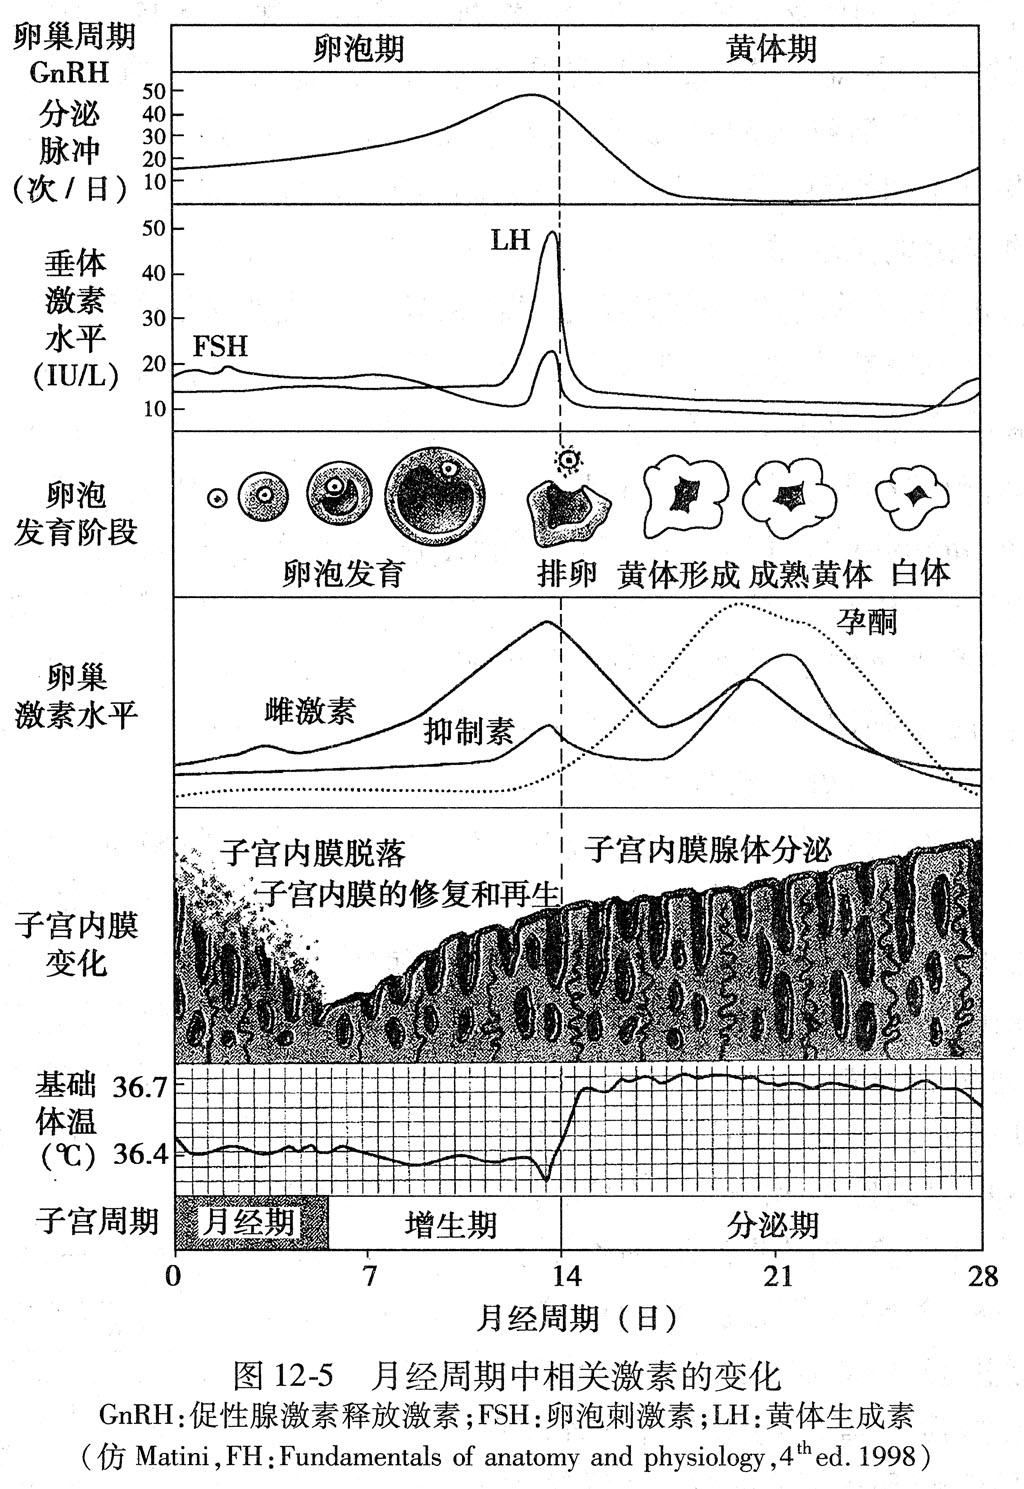 卵巢周期
卵泡期
黄体期
GnRH
分泌
脉冲
(次/日)
50
40
30
20
10
垂体
激素
水平
(IU/L)
50
40
30
20
10
LH
FSH
卵泡
发育阶段
卵泡发育
排卵
黄体形成
成熟黄体
白体
卵巢
激素水平
孕酮
雌激素
抑制素
子宫内膜
变化
子宫内膜脱落
子宫内膜的修复和再生
子宫内膜腺体分泌
基础
体温
(℃)
36.7
36.4
子宫周期
月经期
增生期
分泌期
0 7 14 21 28
月经周期(日)
图 12-5 月经周期中相关激素的变化
GnRH:促性腺激素释放激素;FSH:卵泡刺激素;LH:黄体生成素
(仿 Matini,FH:Fundamentals of anatomy and physiology,4th ed. 1998)